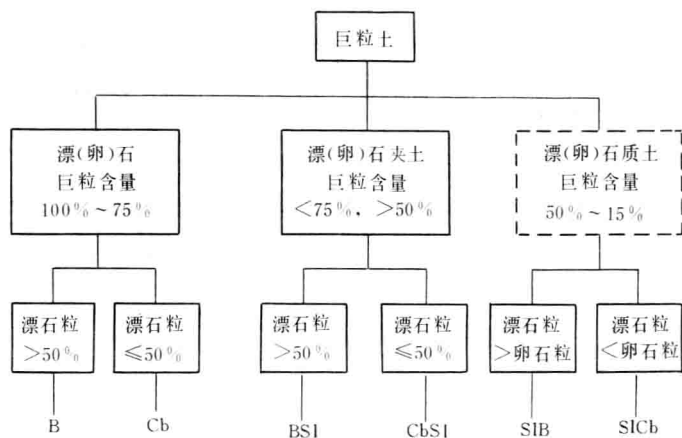 巨粒土
漂(卵)石
巨粒含量
100%~75%
漂(卵)石夹土
巨粒含量
<75%, >50%
漂(卵)石质土
巨粒含量
50%~15%
漂石粒
>50%
漂石粒
≤50%
漂石粒
>50%
漂石粒
≤50%
漂石粒
>卵石粒
漂石粒
<卵石粒
B
Cb
BSl
CbSl
SlB
SlCb